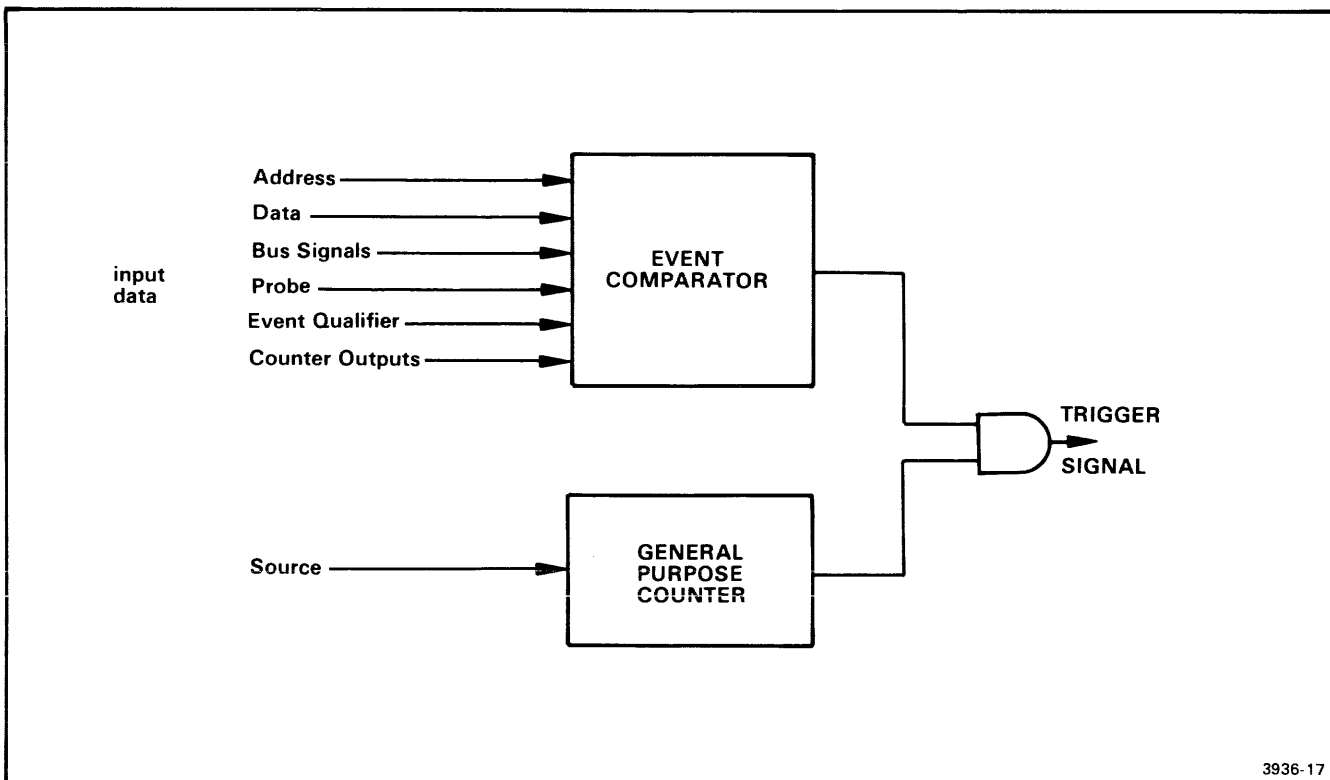 input
data
Address
Data
Bus Signals
Probe
Event Qualifier
Counter Outputs
EVENT
COMPARATOR
Source
GENERAL
PURPOSE
COUNTER
TRIGGER
SIGNAL
3936-17